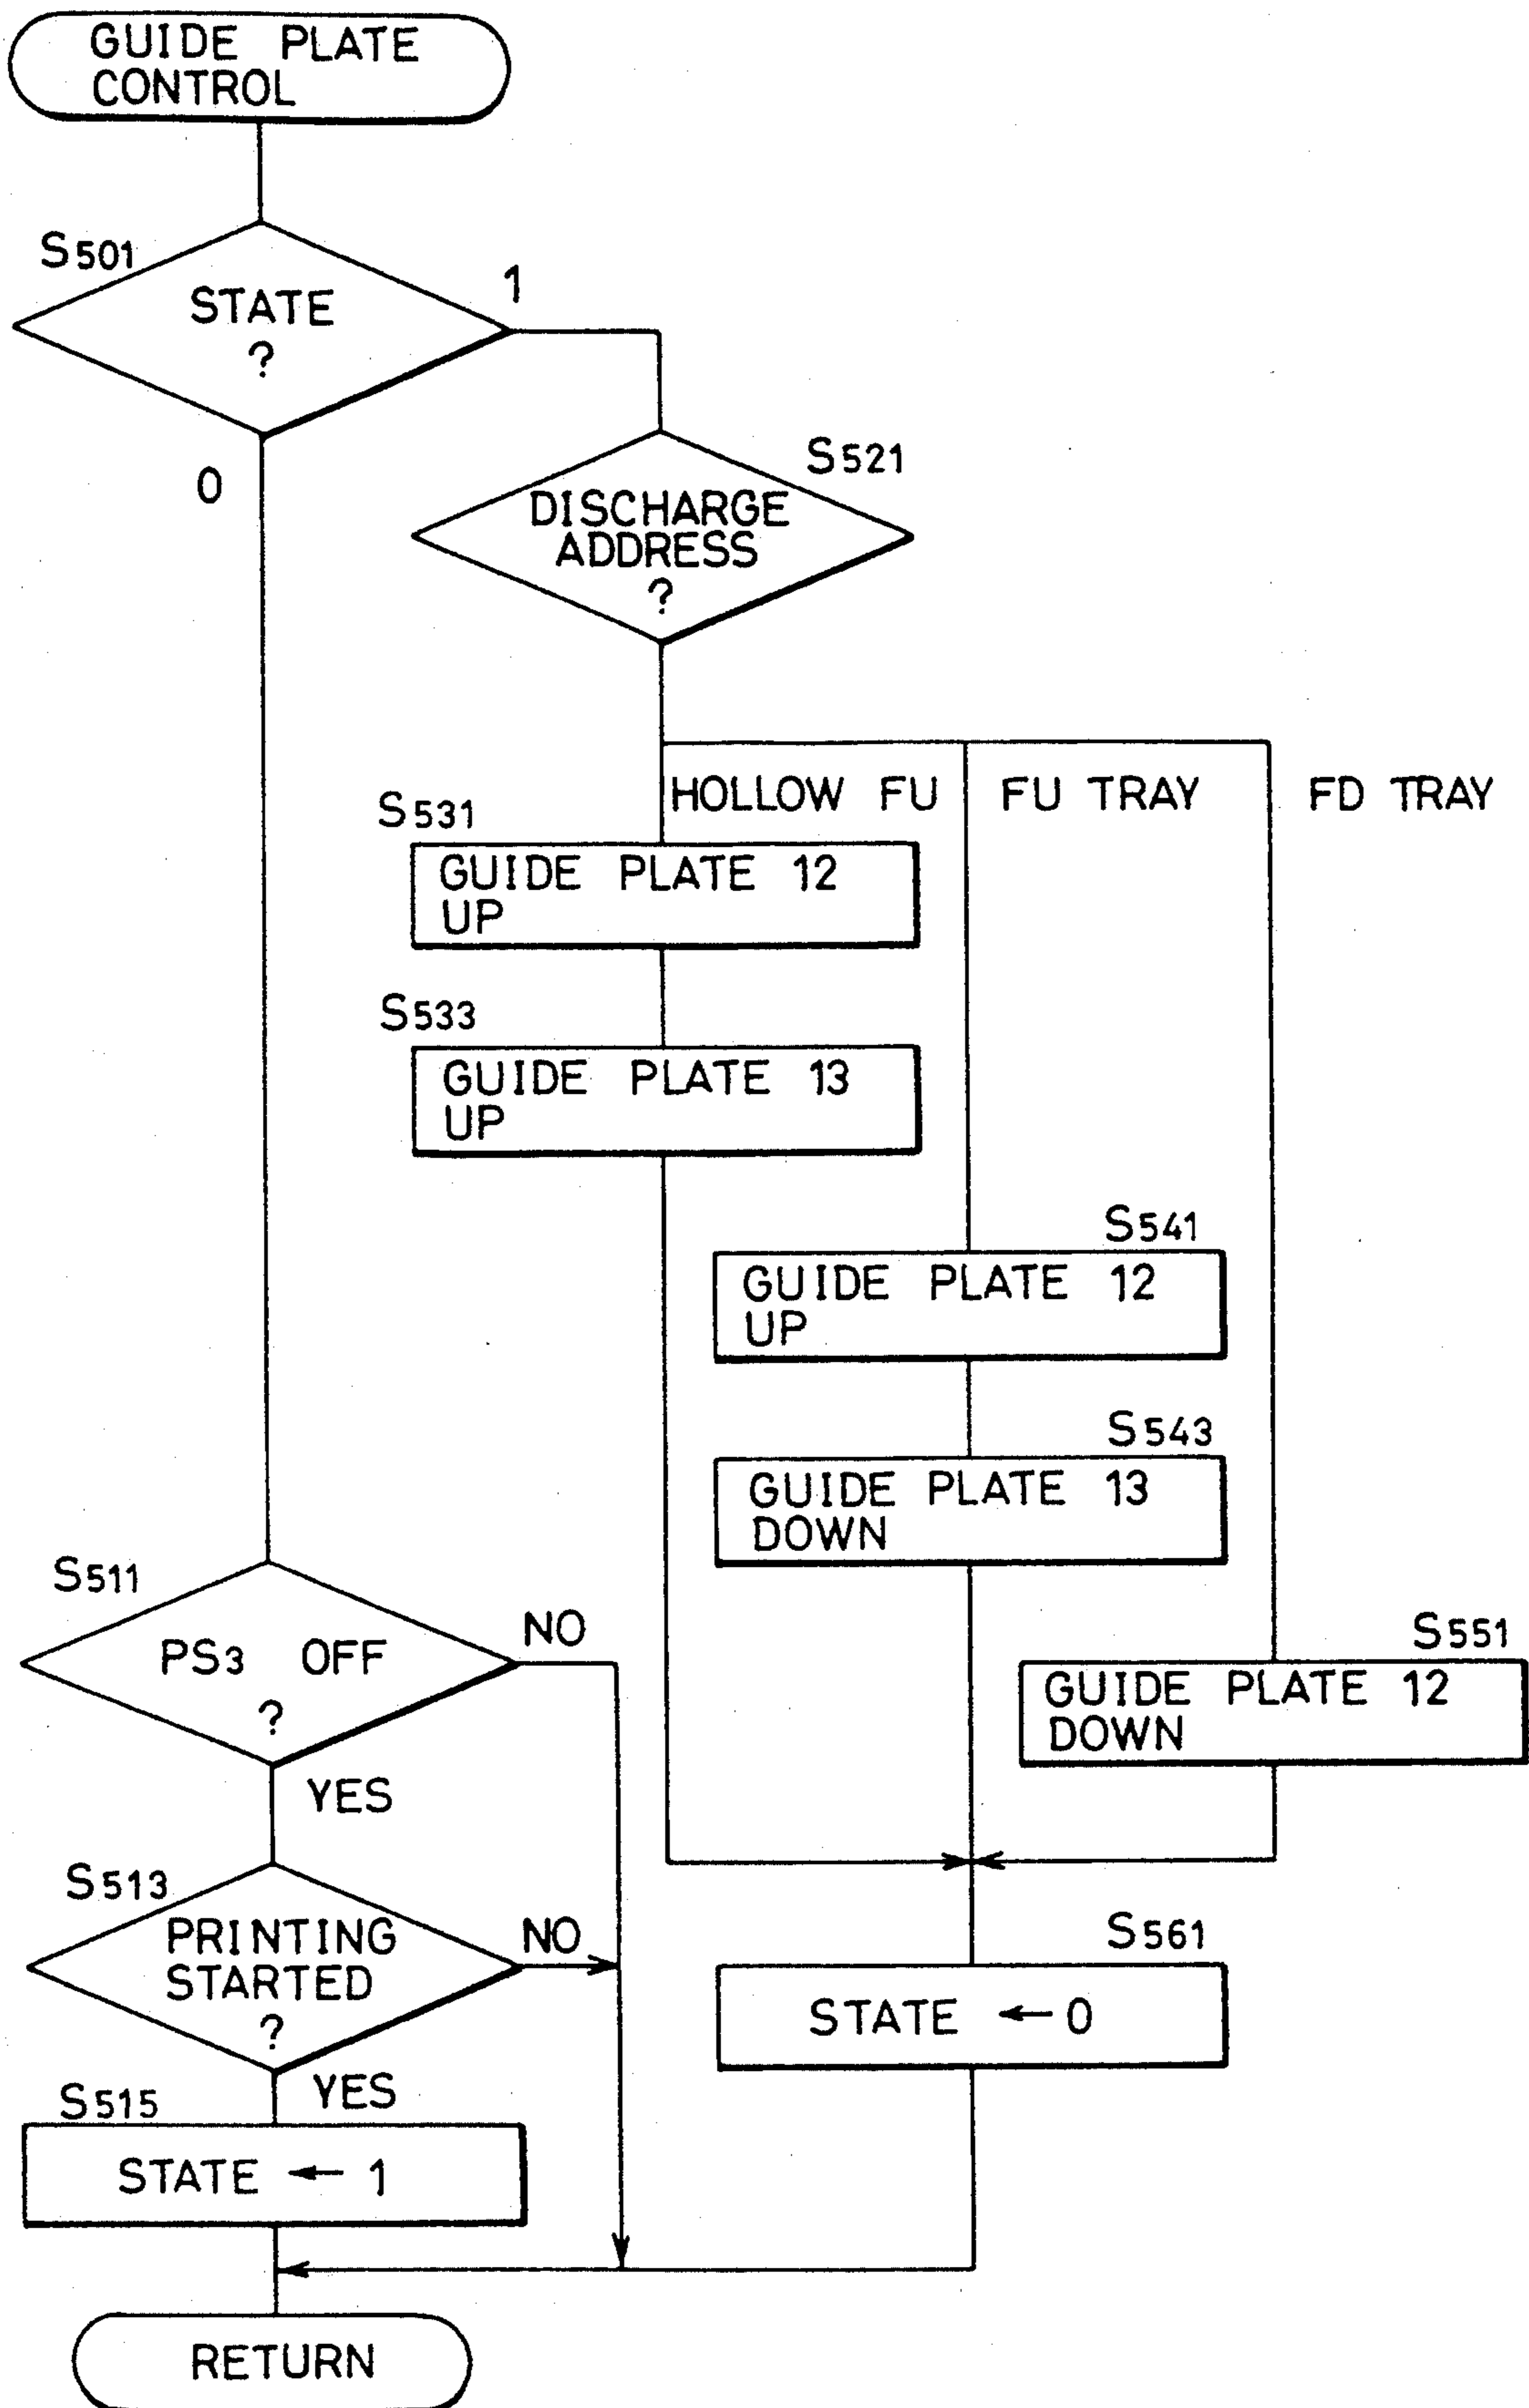 GUIDE PLATE
CONTROL
S501
STATE
?
1
0
S521
DISCHARGE
ADDRESS
?
HOLLOW FU
FU TRAY
FD TRAY
S531
GUIDE PLATE 12
UP
S533
GUIDE PLATE 13
UP
S541
GUIDE PLATE 12
UP
S543
GUIDE PLATE 13
DOWN
S551
GUIDE PLATE 12
DOWN
S511
PS3 OFF
?
NO
YES
S513
PRINTING
STARTED
?
NO
YES
S515
STATE ← 1
S561
STATE ← 0
RETURN